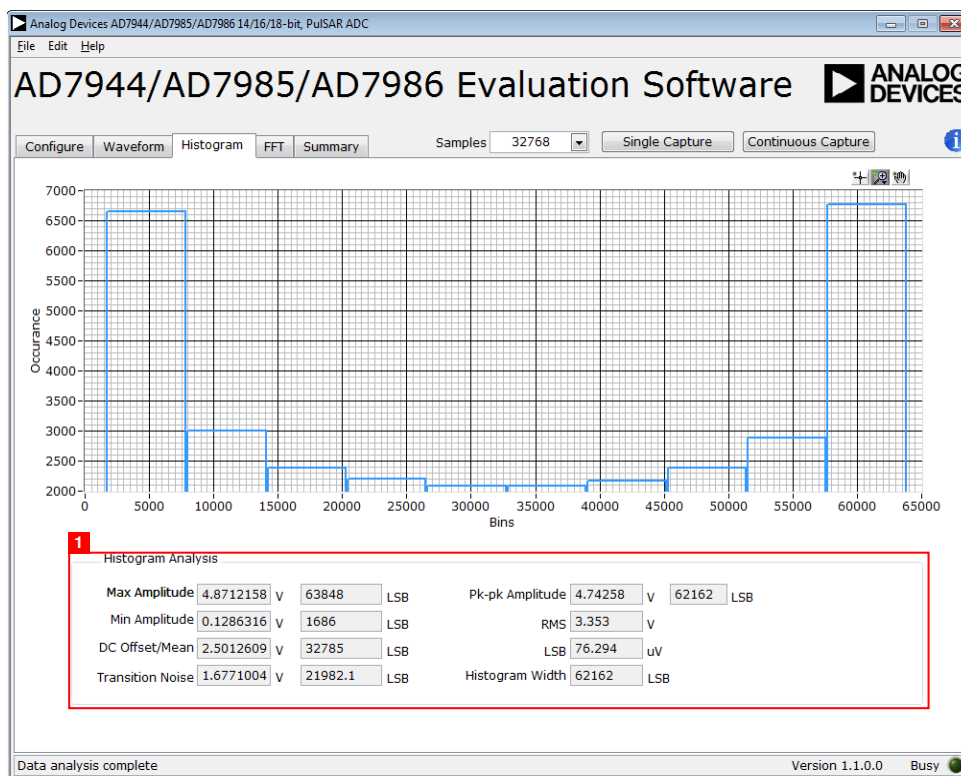 Analog Devices AD7944/AD7985/AD7986 14/16/18-bit, PulSAR ADC
File Edit Help
AD7944/AD7985/AD7986 Evaluation Software
ANALOG
DEVICES
Configure Waveform Histogram FFT Summary Samples 32768 Single Capture Continuous Capture i
7000
6500
6000
5500
5000
4500
4000
3500
3000
2500
2000
Occurance
0 5000 10000 15000 20000 25000 30000 35000 40000 45000 50000 55000 60000 65000
Bins
1
Histogram Analysis
Max Amplitude 4.8712158 V 63848 LSB Pk-pk Amplitude 4.74258 V 62162 LSB
Min Amplitude 0.1286316 V 1686 LSB RMS 3.353 V
DC Offset/Mean 2.5012609 V 32785 LSB LSB 76.294 uV
Transition Noise 1.6771004 V 21982.1 LSB Histogram Width 62162 LSB
Data analysis complete Version 1.1.0.0 Busy